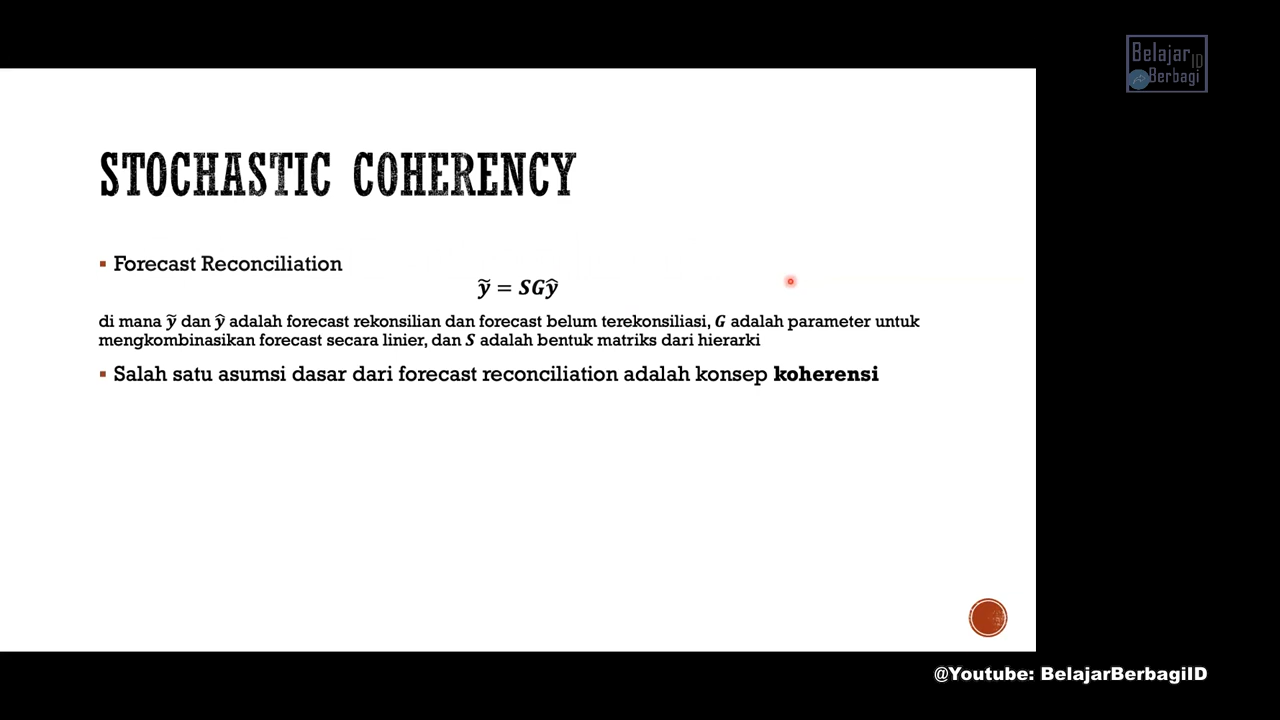 Belajar ID
Berbagi
STOCHASTIC COHERENCY
▪ Forecast Reconciliation
ỹ = SGŷ
di mana ỹ dan ŷ adalah forecast rekonsilian dan forecast belum terekonsiliasi, G adalah parameter untuk
mengkombinasikan forecast secara linier, dan S adalah bentuk matriks dari hierarki
▪ Salah satu asumsi dasar dari forecast reconciliation adalah konsep koherensi
@Youtube: BelajarBerbagiID